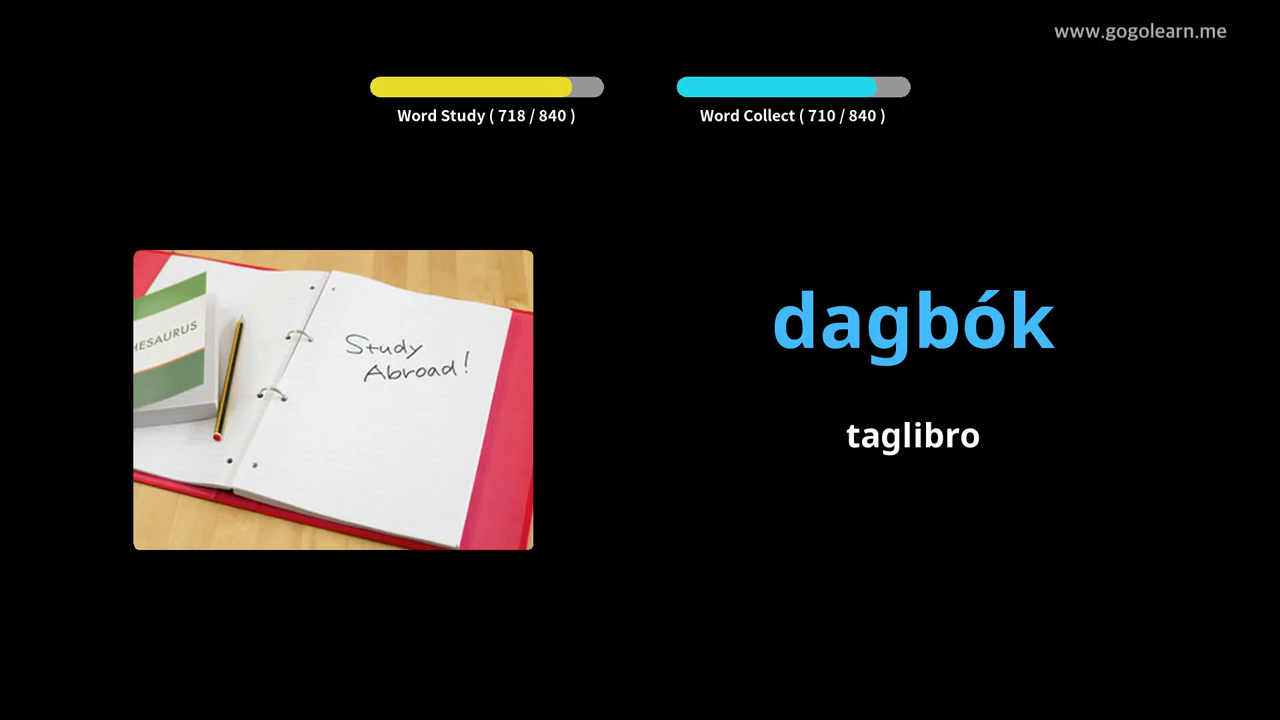 www.gogolearn.me
Word Study ( 718 / 840 )
Word Collect ( 710 / 840 )
HESAURUS
Study
Abroad!
dagbók
taglibro